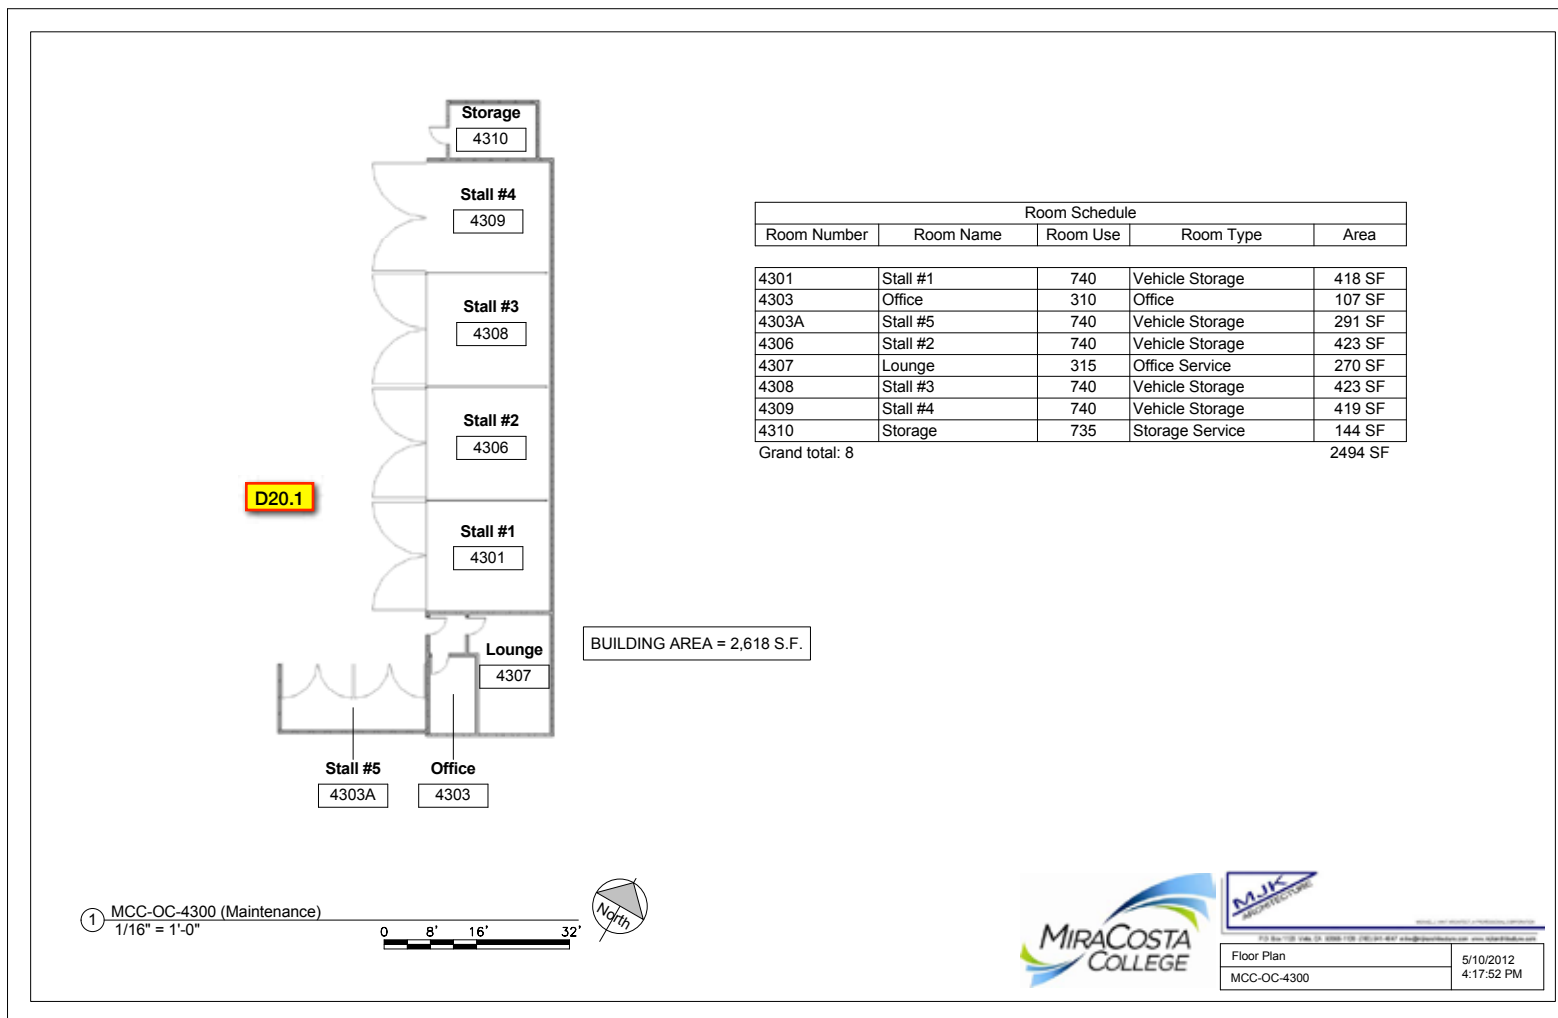 Storage
4310
Stall #4
4309
Stall #3
4308
Stall #2
4306
D20.1
Stall #1
4301
Lounge
4307
BUILDING AREA = 2,618 S.F.
Stall #5
4303A
Office
4303
Room Schedule
Room Number Room Name Room Use Room Type Area
4301 Stall #1 740 Vehicle Storage 418 SF
4303 Office 310 Office 107 SF
4303A Stall #5 740 Vehicle Storage 291 SF
4306 Stall #2 740 Vehicle Storage 423 SF
4307 Lounge 315 Office Service 270 SF
4308 Stall #3 740 Vehicle Storage 423 SF
4309 Stall #4 740 Vehicle Storage 419 SF
4310 Storage 735 Storage Service 144 SF
Grand total: 8 2494 SF
1 MCC-OC-4300 (Maintenance)
1/16" = 1'-0"
0 8' 16' 32'
North
MIRACOSTA
COLLEGE
MJK
ARCHITECTURE
Floor Plan
MCC-OC-4300
5/10/2012
4:17:52 PM